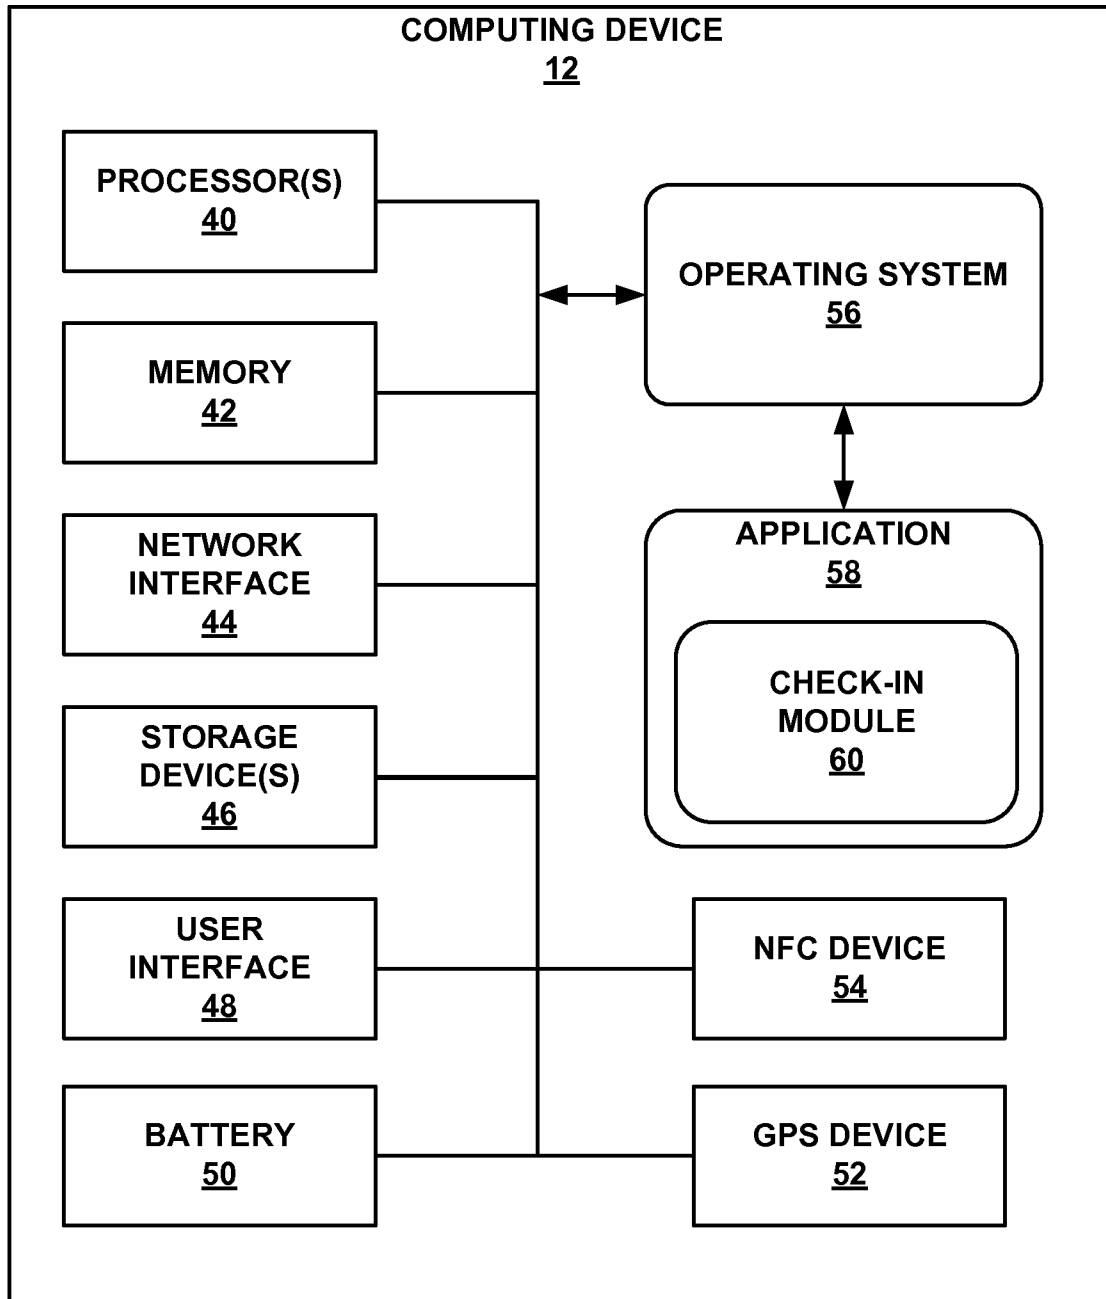 COMPUTING DEVICE
12
PROCESSOR(S)
40
MEMORY
42
NETWORK
INTERFACE
44
STORAGE
DEVICE(S)
46
USER
INTERFACE
48
BATTERY
50
OPERATING SYSTEM
56
APPLICATION
58
CHECK-IN
MODULE
60
NFC DEVICE
54
GPS DEVICE
52